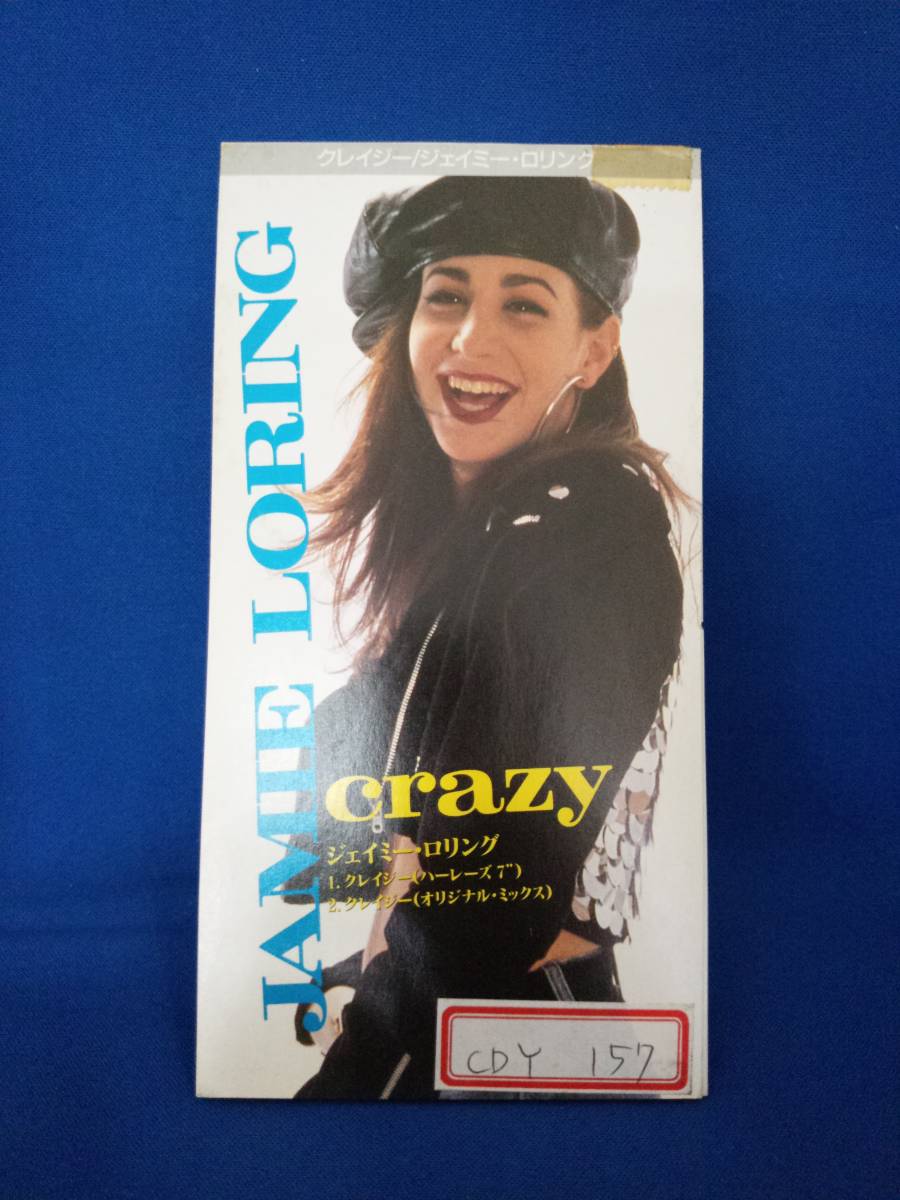 クレイジー/ジェイミー・ロリング
JAMIE LORING
crazy
ジェイミー・ロリング
1. クレイジー(ハーレーズ 7")
2. クレイジー(オリジナル・ミックス)
CDY 157